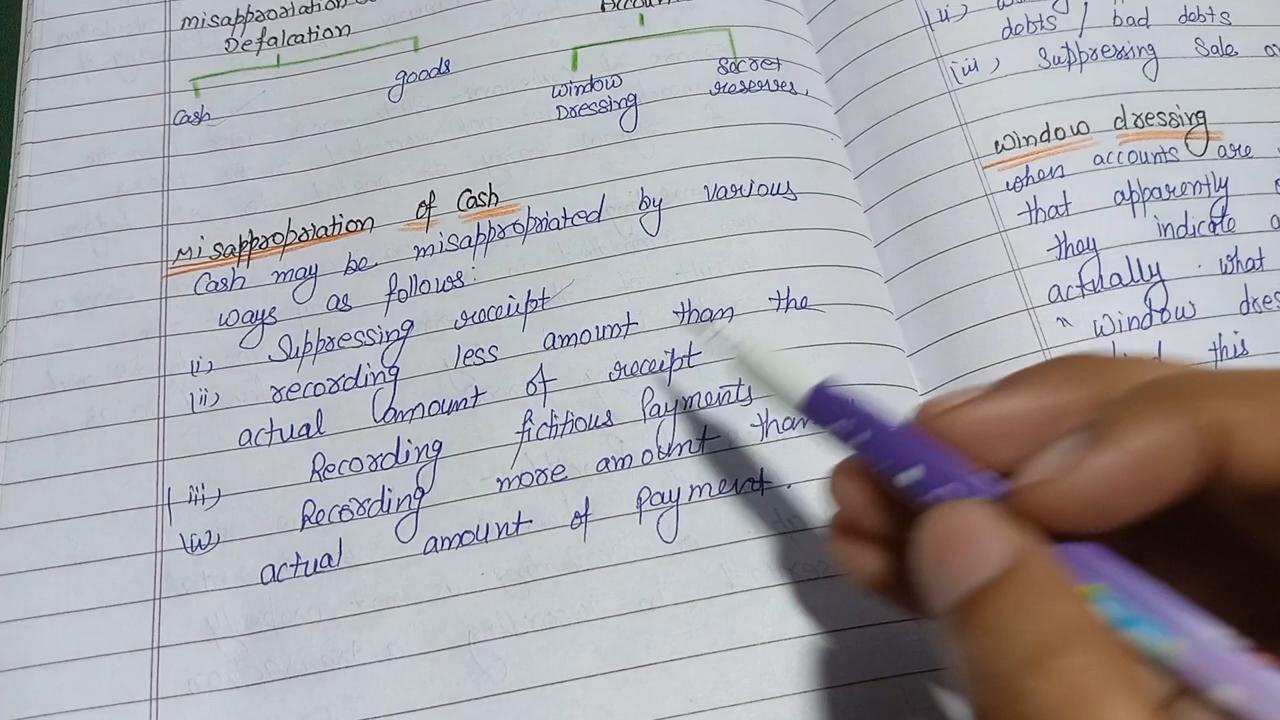 misapproriation
Defalcation
Cash
goods
Window
Dressing
Secret
reserves,
Misapproporiation of Cash
Cash may be misappropriated by various
ways as follows:
(i) Suppressing receipt
(ii) recording less amount than the
actual amount of receipt
(iii) Recording fictitious Payments
(iv) Recording more amount than
actual amount of payment.
(ii)
debts / bad debts
(iii) Suppressing Sale
Window dressing
when accounts are
that apparently
they indicate
actually what
" Window
this